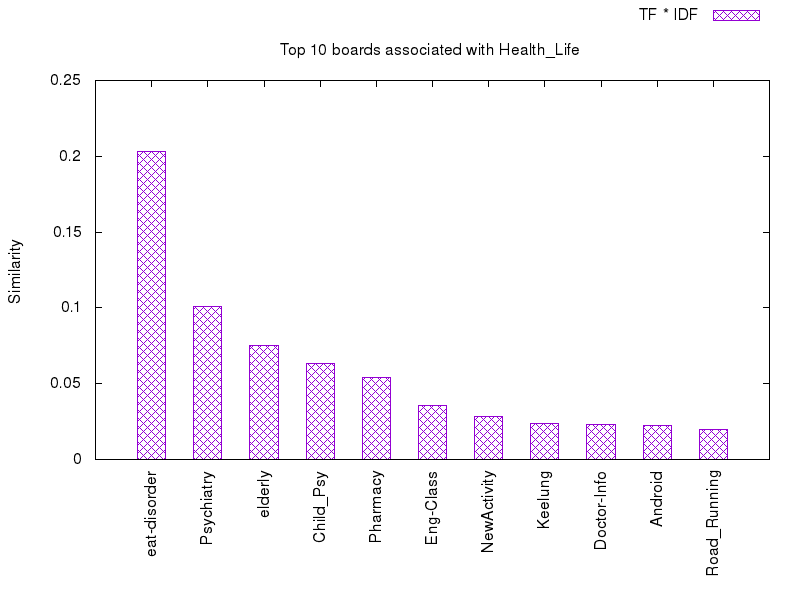 TF * IDF
Top 10 boards associated with Health_Life
Similarity
0.25
0.2
0.15
0.1
0.05
0
eat-disorder
Psychiatry
elderly
Child_Psy
Pharmacy
Eng-Class
NewActivity
Keelung
Doctor-Info
Android
Road_Running